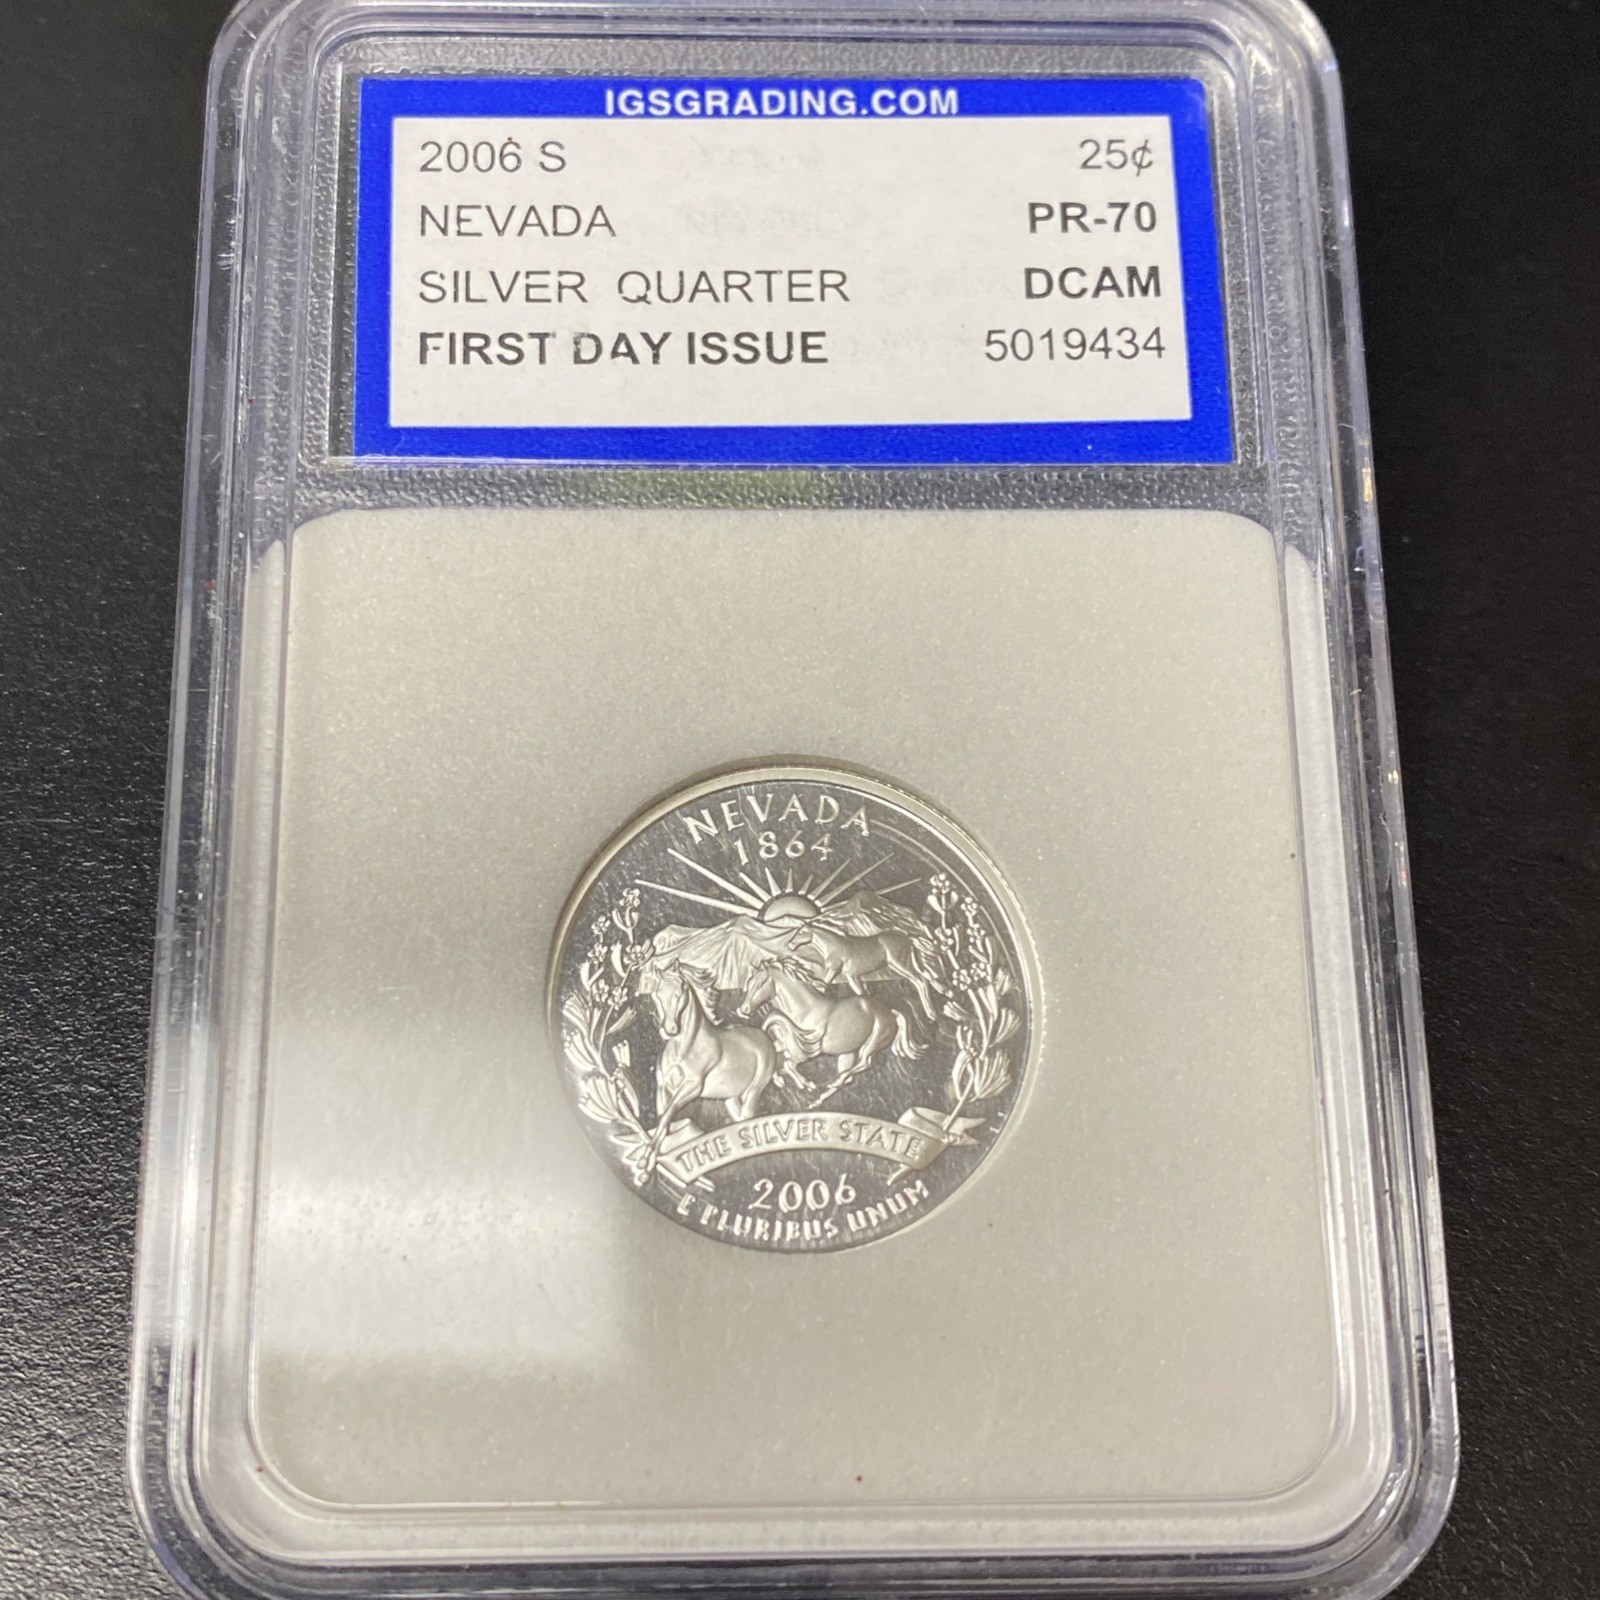 IGSGRADING.COM
2006 S 25¢
NEVADA PR-70
SILVER QUARTER DCAM
FIRST DAY ISSUE 5019434
NEVADA
1864
THE SILVER STATE
2006
E PLURIBUS UNUM